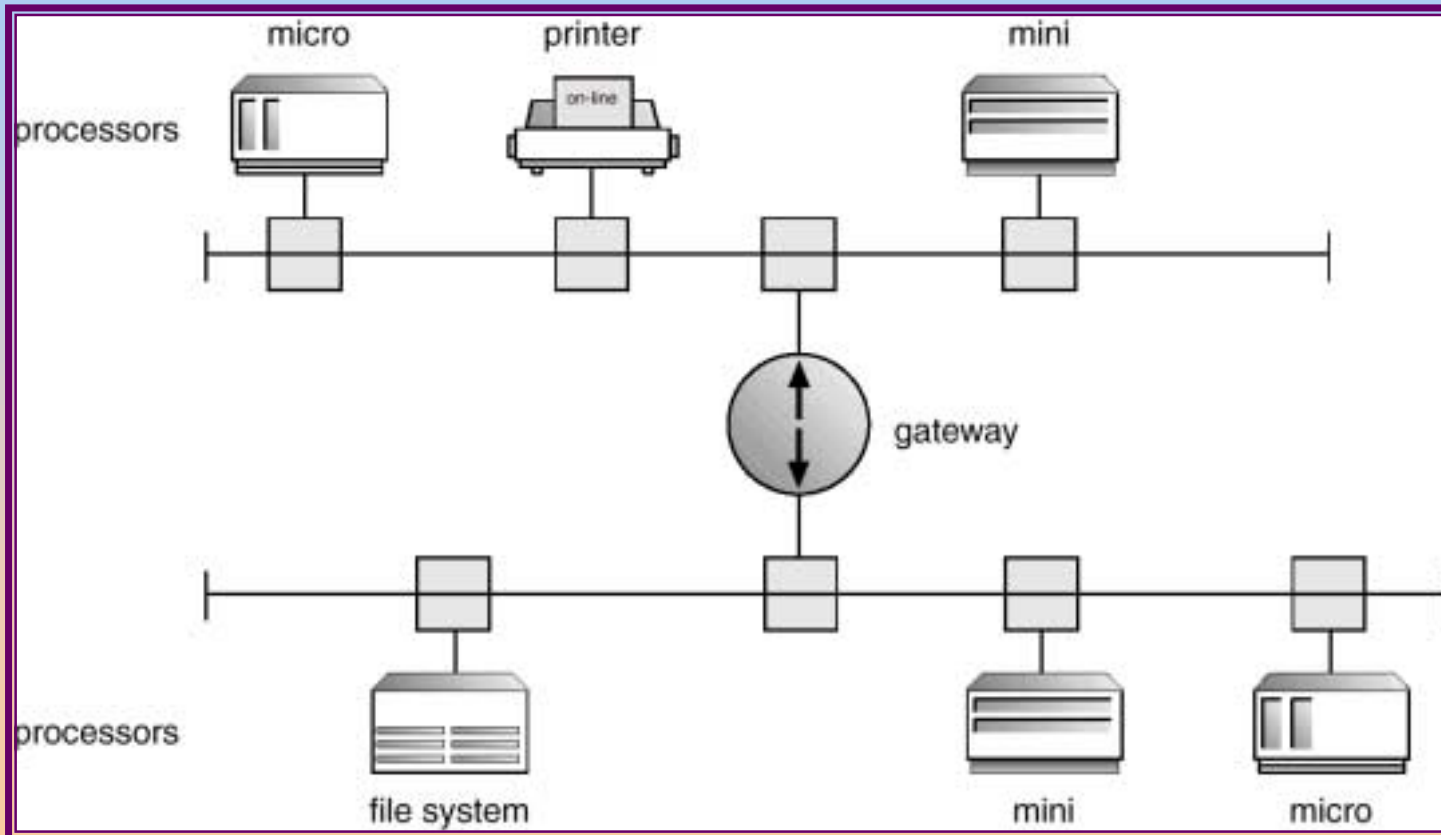 micro printer mini
on-line
processors
gateway
processors
file system mini micro